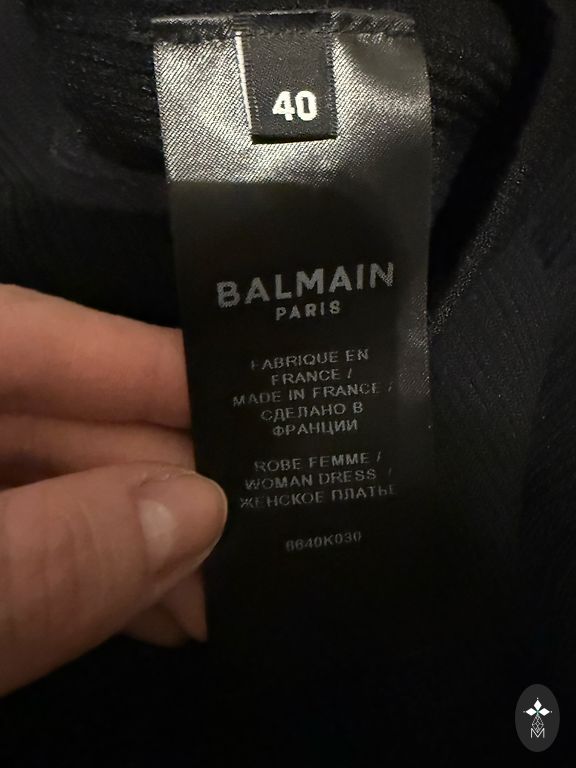 40
BALMAIN
PARIS
FABRIQUE EN
FRANCE /
MADE IN FRANCE /
СДЕЛАНО В
ФРАНЦИИ
ROBE FEMME /
WOMAN DRESS /
ЖЕНСКОЕ ПЛАТЬЕ
6640K030
M